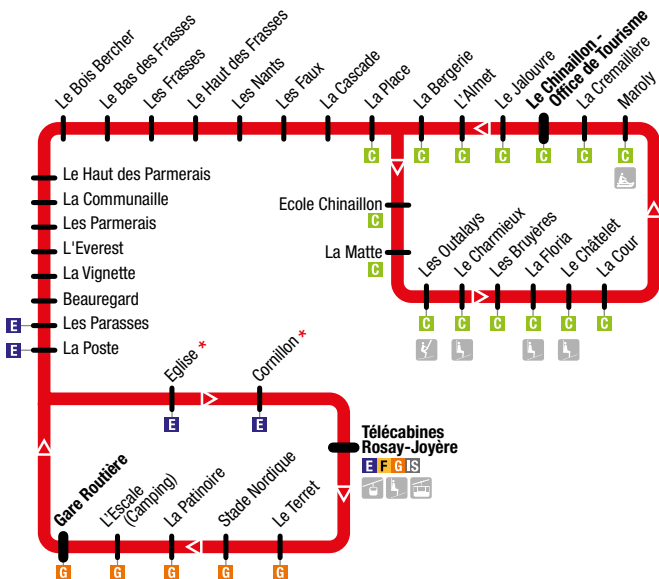 Le Bois Bercher
Le Bas des Frasses
Les Frasses
Le Haut des Frasses
Les Nants
Les Faux
La Cascade
La Place
C
La Bergerie
C
L'Almet
C
Le Jalouvre
C
Le Chinaillon -
Office de Tourisme
C
La Cremaillère
C
Maroly
C
Le Haut des Parmerais
La Communaille
Les Parmerais
L'Everest
La Vignette
Beauregard
E Les Parasses
E La Poste
Ecole Chinaillon
C
La Matte
C
Les Outalays
C
Le Charmieux
C
Les Bruyères
C
La Floria
C
Le Châtelet
C
La Cour
C
Eglise *
E
Cornillon *
E
Télécabines
Rosay-Joyère
E F G IS
Gare Routière
G
L'Escale
(Camping)
G
La Patinoire
G
Stade Nordique
G
Le Terret
G